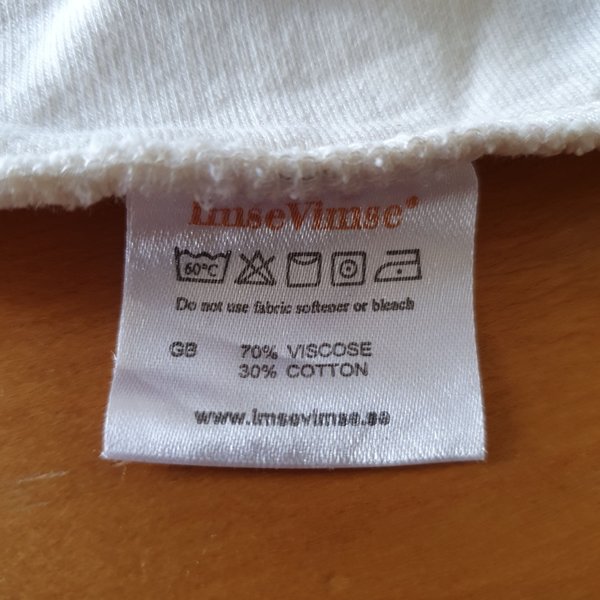 ImseVimse®
60°C
Do not use fabric softener or bleach
GB 70% VISCOSE
30% COTTON
www.imsevimse.se